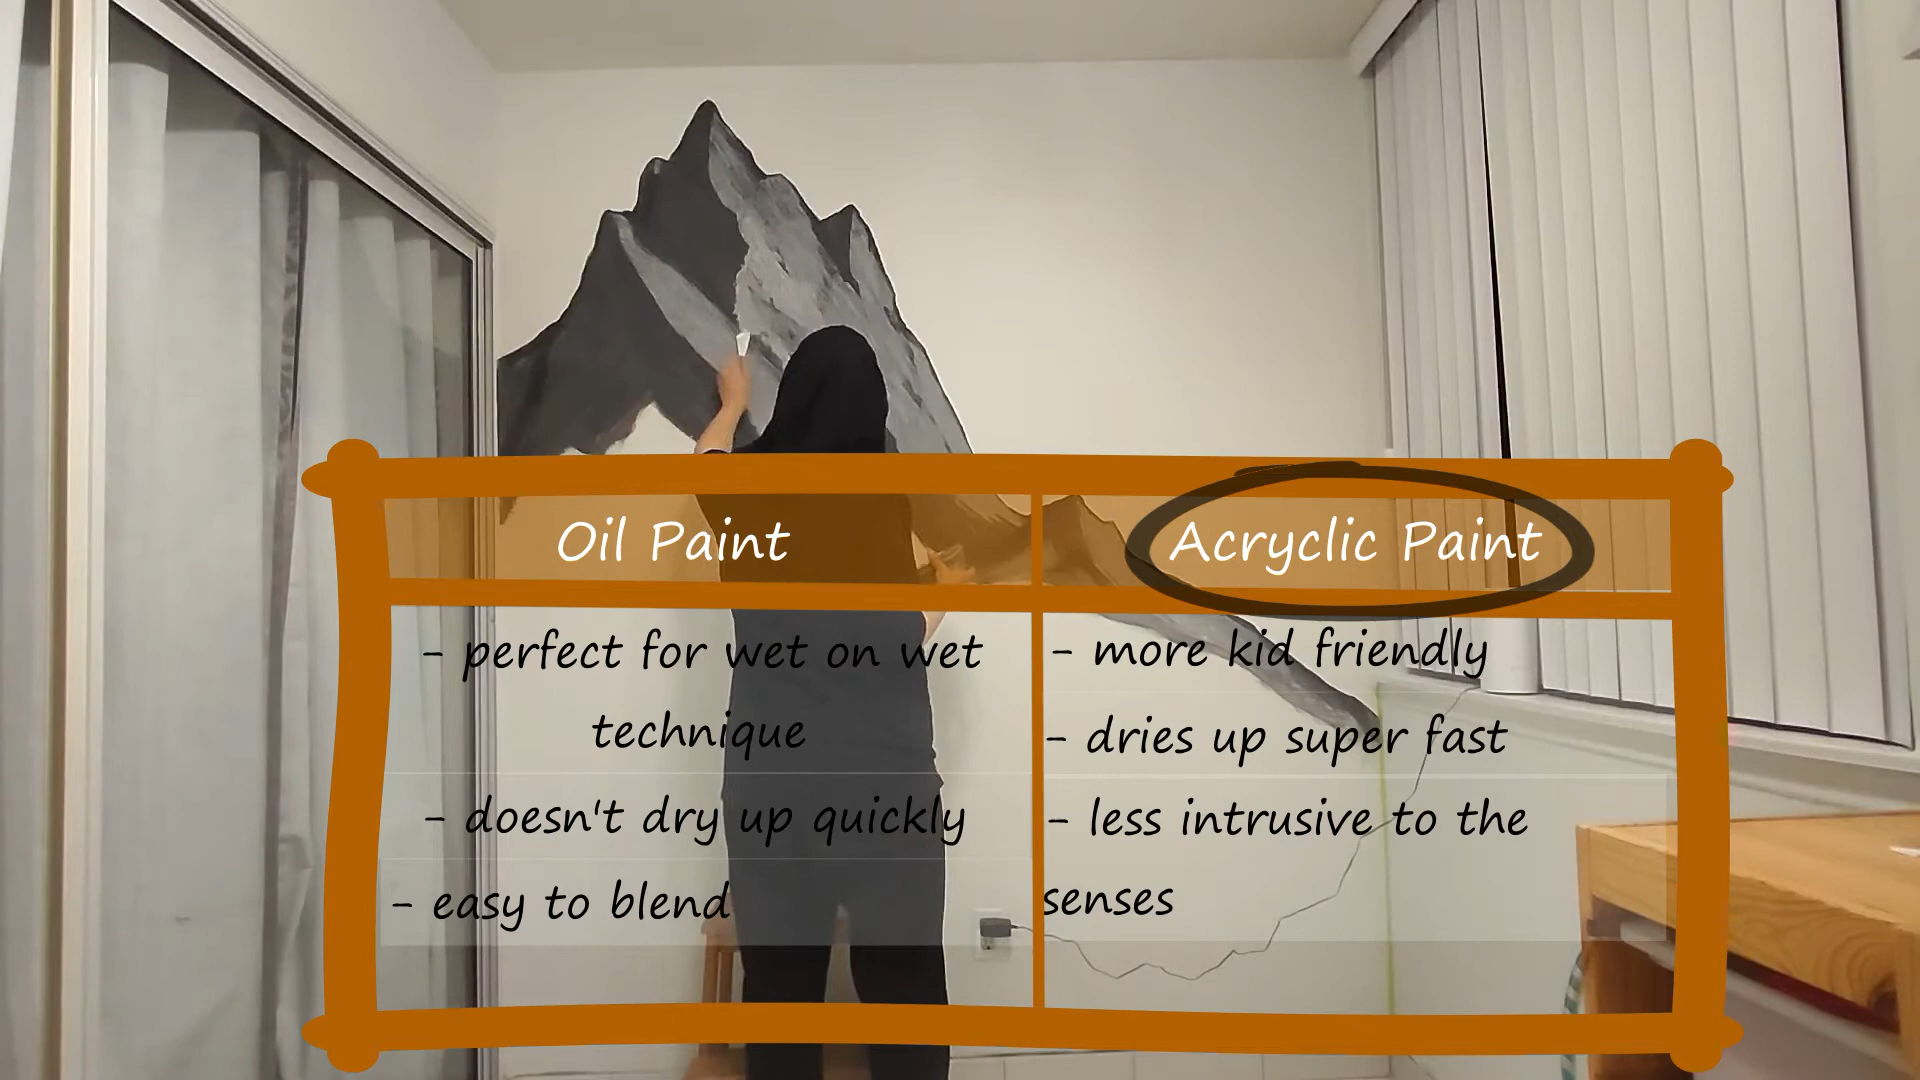 Oil Paint
Acryclic Paint
- perfect for wet on wet
technique
- doesn't dry up quickly
- easy to blend
- more kid friendly
- dries up super fast
- less intrusive to the
senses